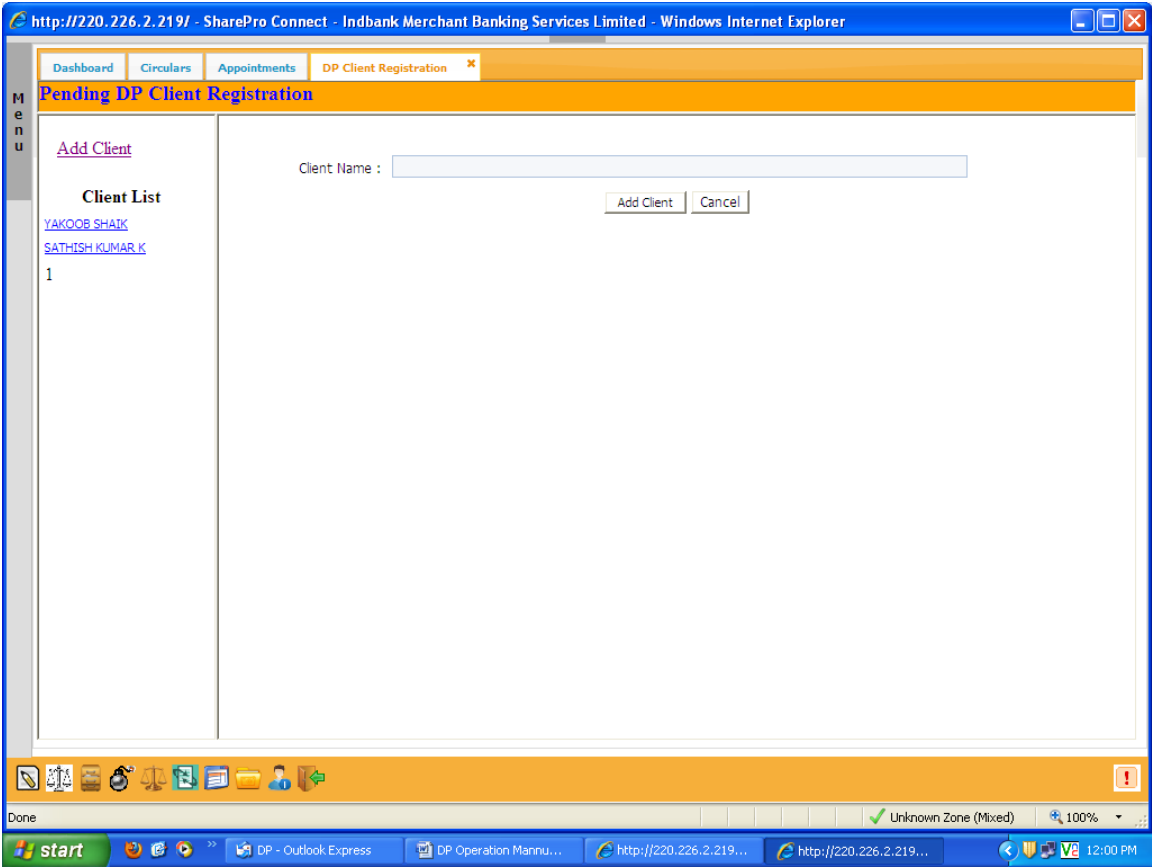 http://220.226.2.219/ - SharePro Connect - Indbank Merchant Banking Services Limited - Windows Internet Explorer
Dashboard Circulars Appointments DP Client Registration
Menu
Pending DP Client Registration
Add Client
Client List
YAKOOB SHAIK
SATHISH KUMAR K
1
Client Name :
Add Client Cancel
Done Unknown Zone (Mixed) 100%
start DP - Outlook Express DP Operation Mannu... http://220.226.2.219... http://220.226.2.219... 12:00 PM